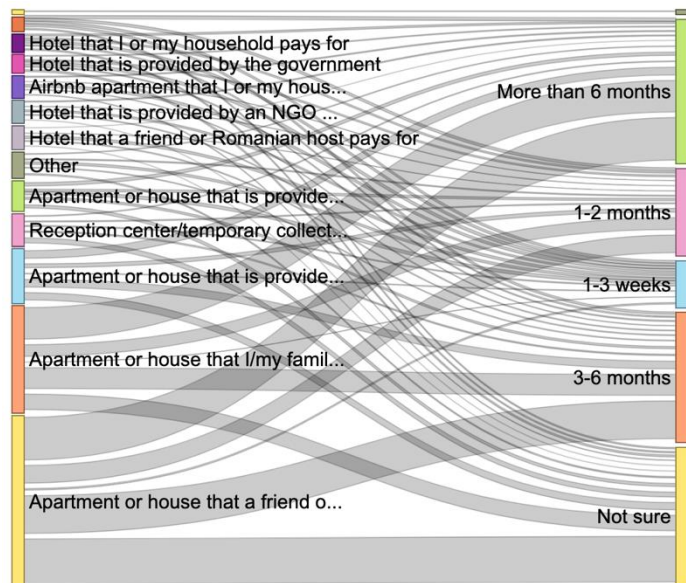 Hotel that I or my household pays for
Hotel that is provided by the government
More than 6 months
Airbnb apartment that I or my hous...
Hotel that is provided by an NGO ...
Hotel that a friend or Romanian host pays for
Other
Apartment or house that is provide...
1-2 months
Reception center/temporary collect...
Apartment or house that is provide...
1-3 weeks
Apartment or house that I/my famil...
3-6 months
Apartment or house that a friend o...
Not sure